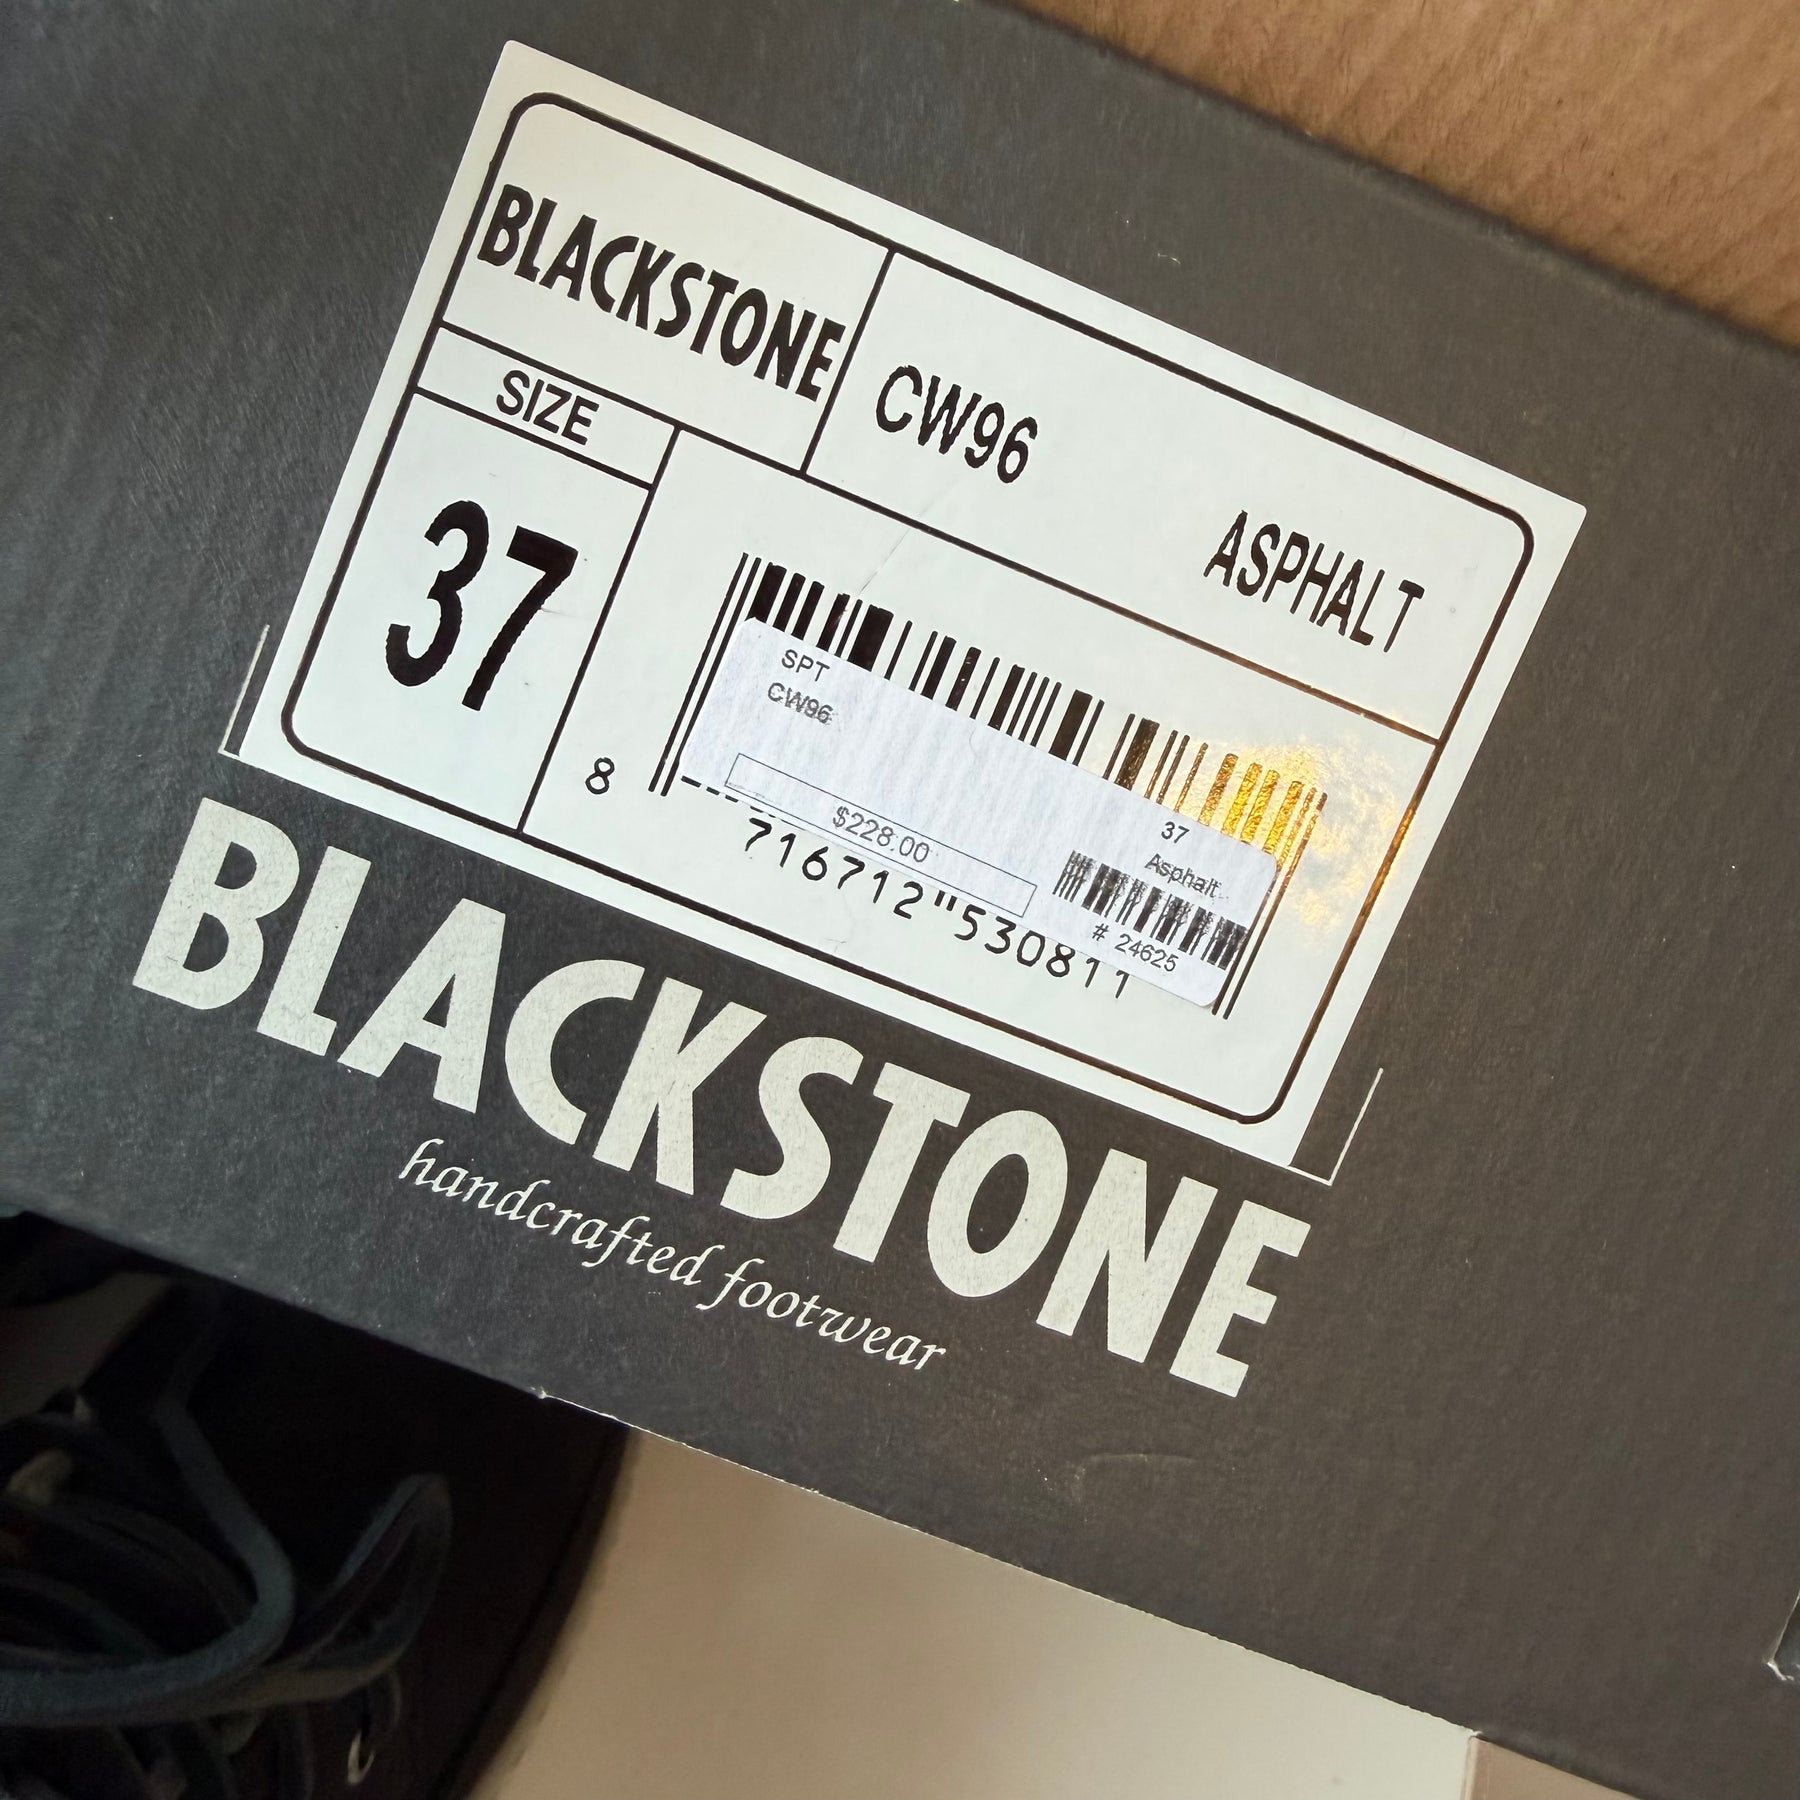 BLACKSTONE
CW96
ASPHALT
SIZE
37
SPT
CW96
$228.00
37
Asphalt
# 24625
8 716712"530811
BLACKSTONE
handcrafted footwear